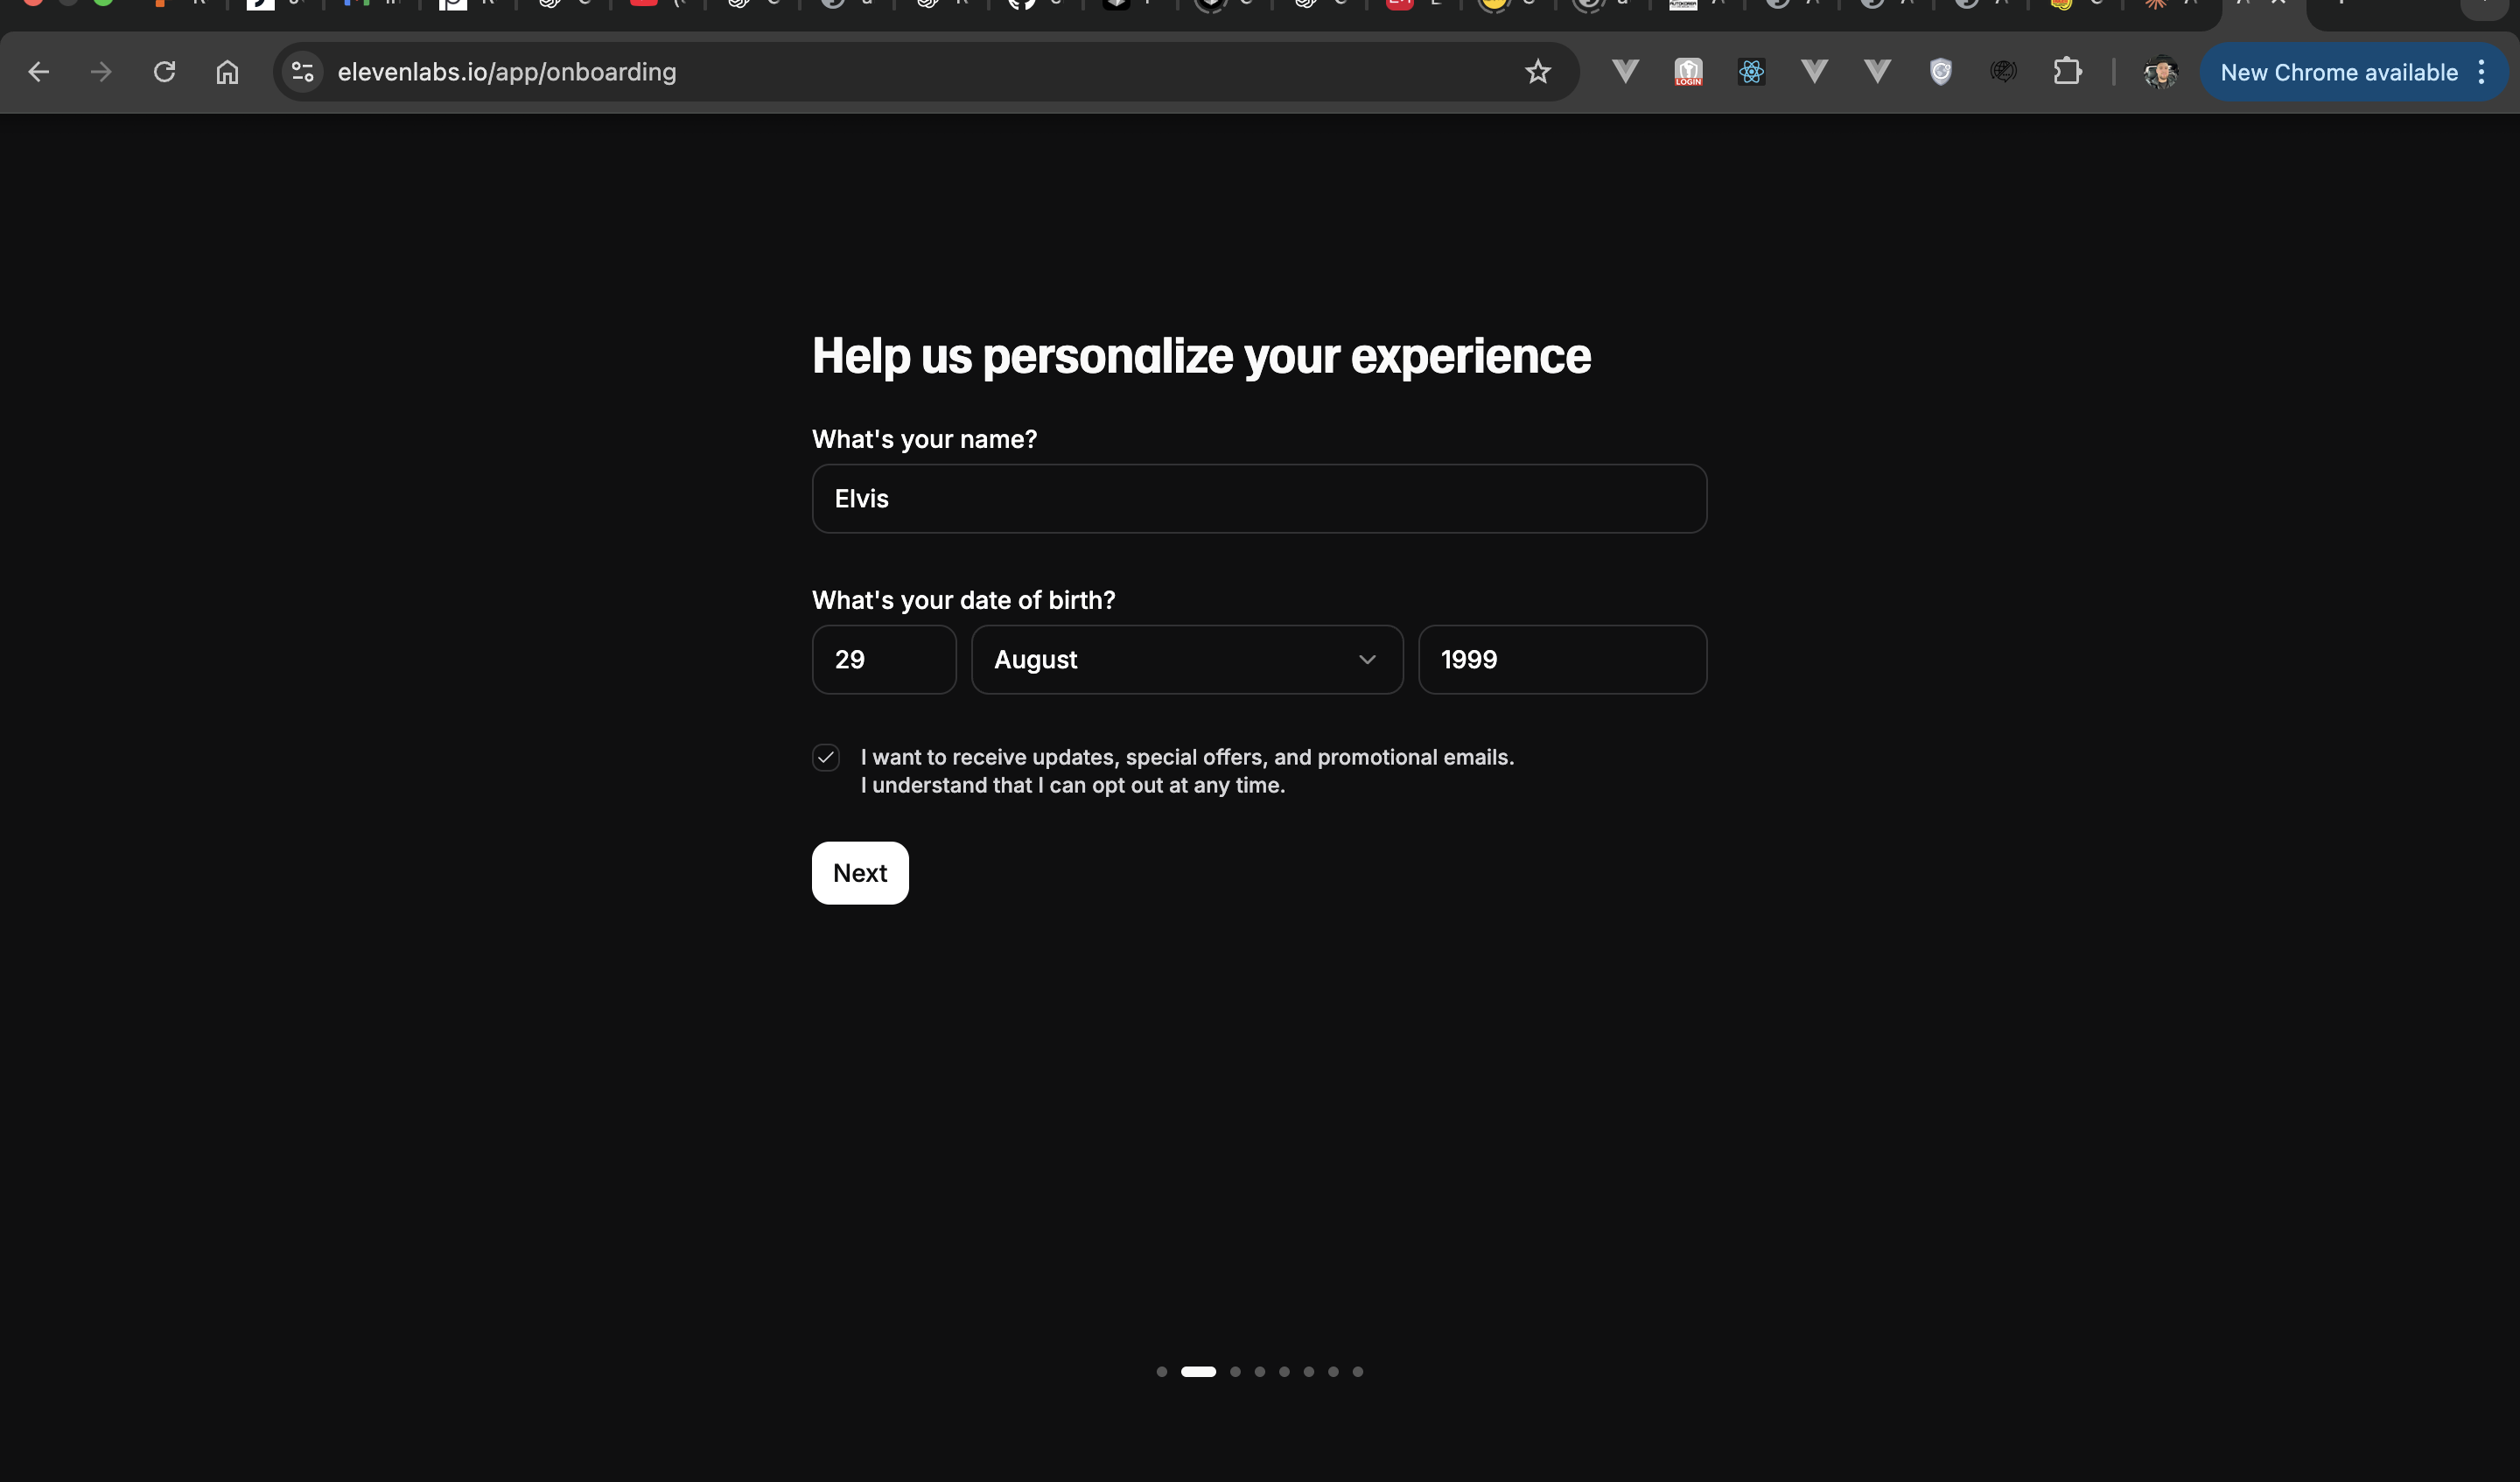 elevenlabs.io/app/onboarding
LOGIN
New Chrome available
Help us personalize your experience
What's your name?
Elvis
What's your date of birth?
29
August
1999
I want to receive updates, special offers, and promotional emails.
I understand that I can opt out at any time.
Next